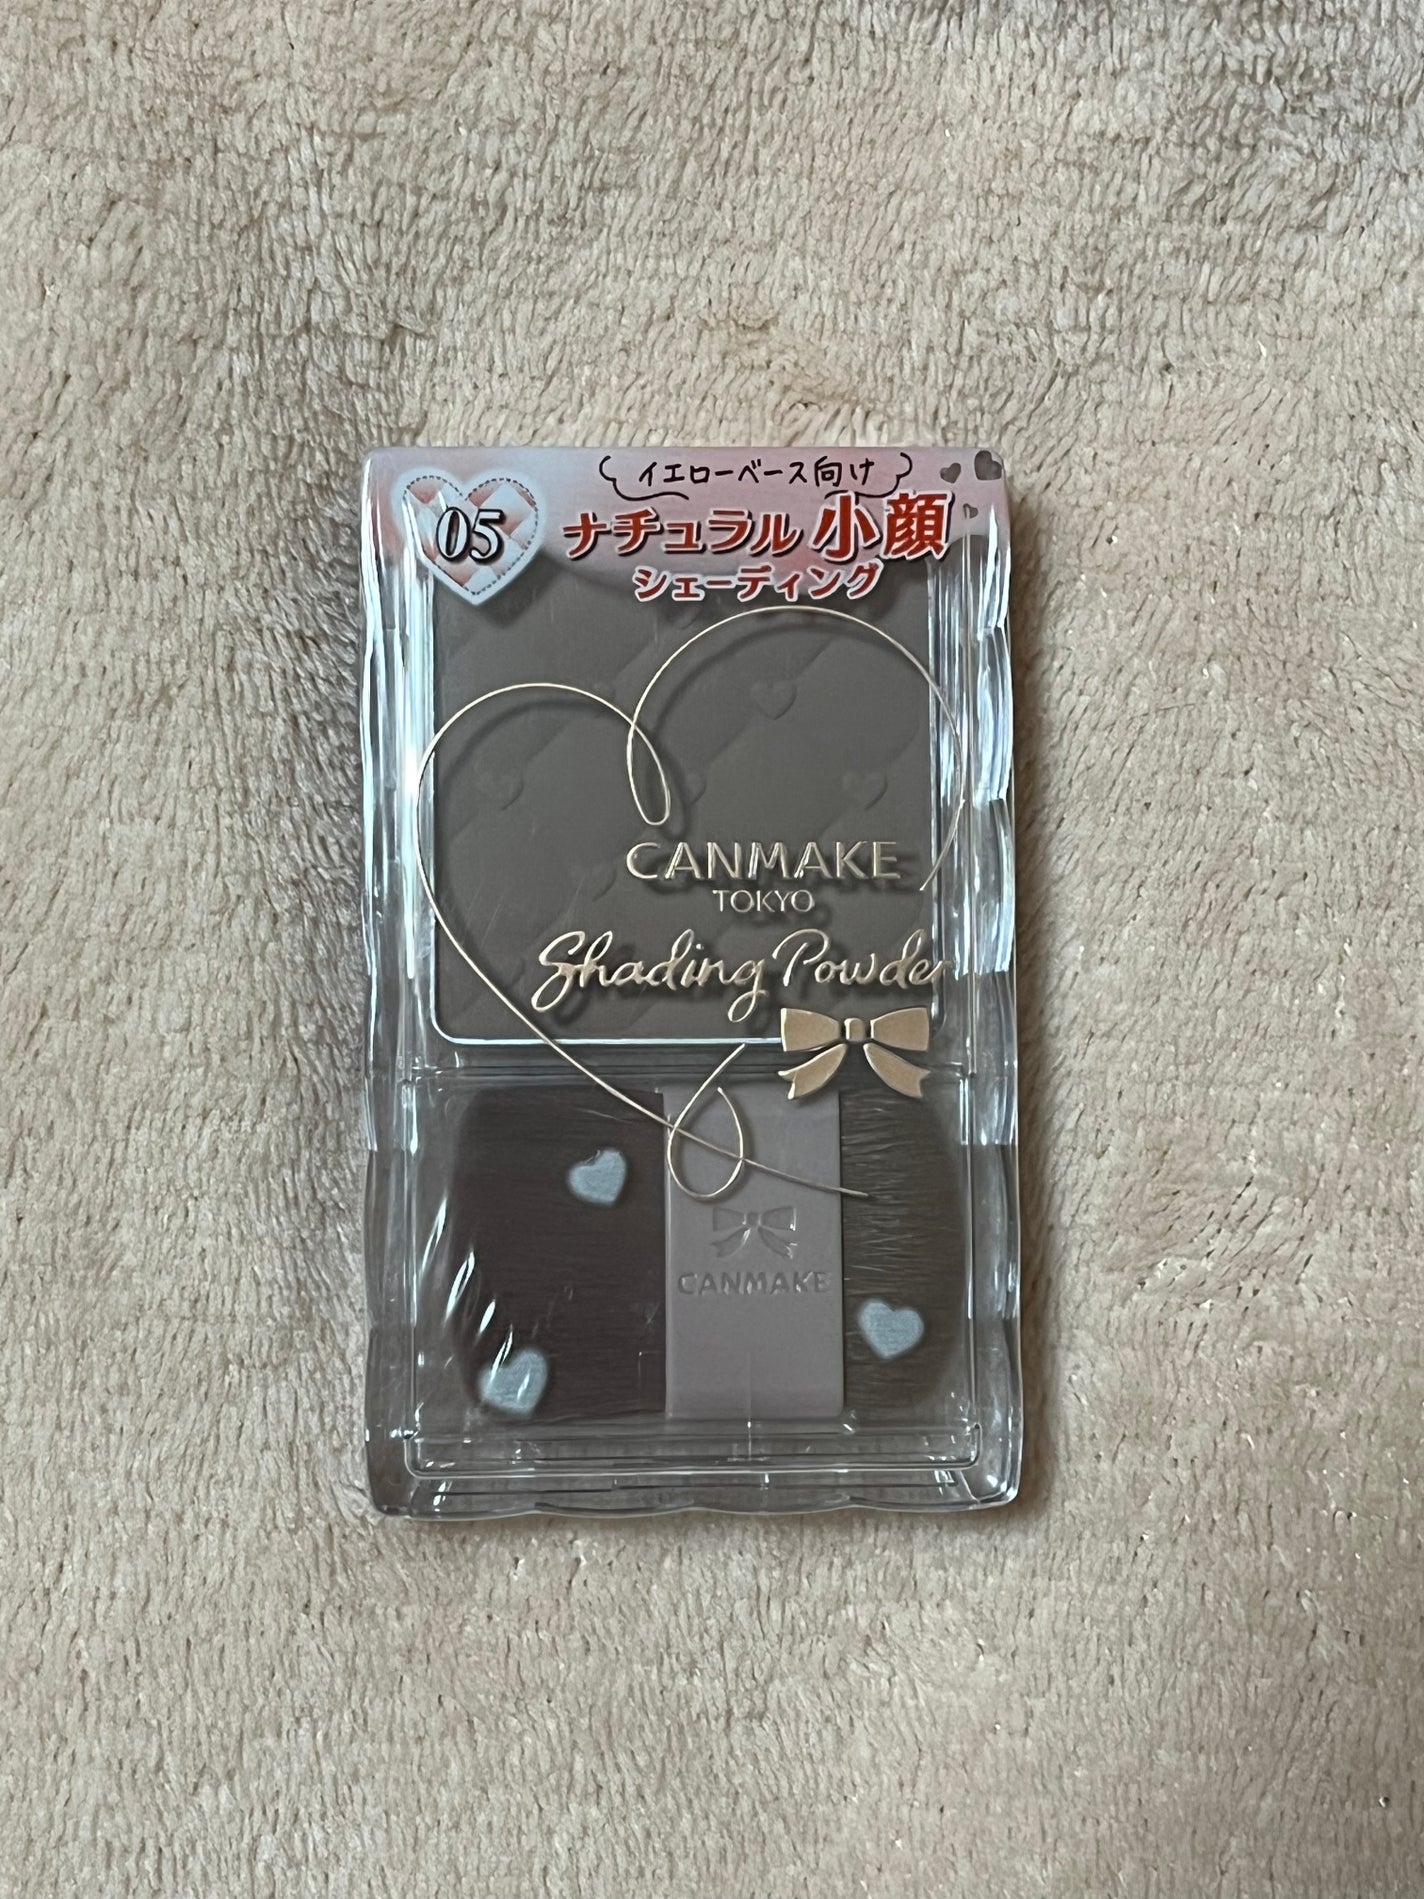 イエローベース向け
05
ナチュラル小顔
シェーディング
CANMAKE
TOKYO
Shading Powder
CANMAKE